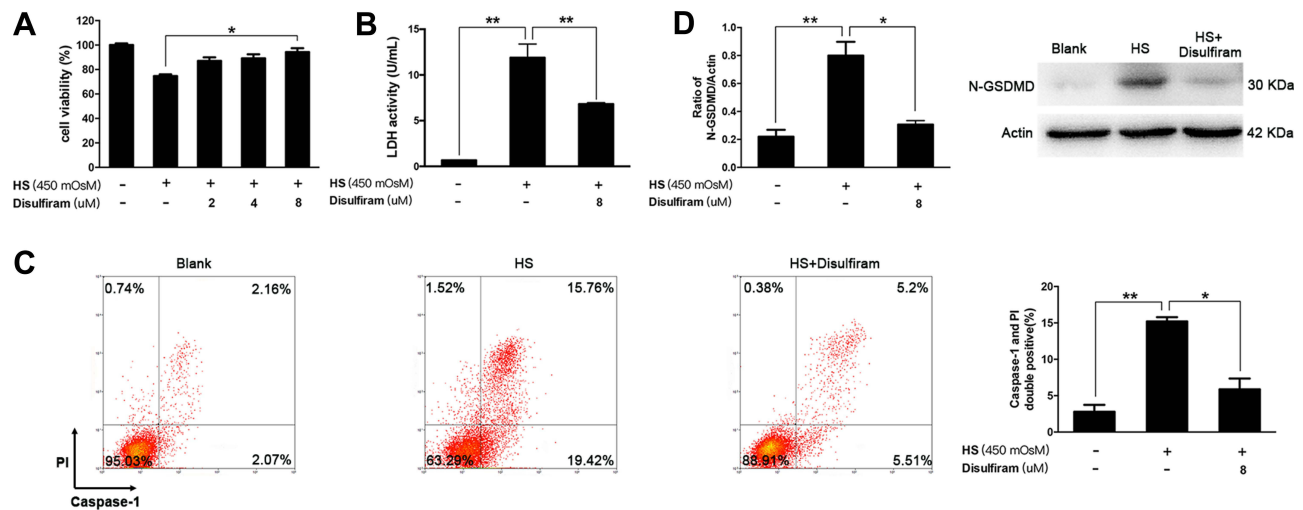 A
cell viability (%)
120
100
80
60
40
20
0
HS (450 mOsM) - + + + +
Disulfiram (uM) - - 2 4 8
*
B
LDH activity (U/mL)
15
10
5
0
** **
HS (450 mOsM) - + +
Disulfiram (uM) - - 8
D
Ratio of
N-GSDMD/Actin
1.0
0.8
0.6
0.4
0.2
0.0
** *
HS (450 mOsM) - + +
Disulfiram (uM) - - 8
Blank HS HS+
Disulfiram
N-GSDMD 30 KDa
Actin 42 KDa
C
Blank
0.74% 2.16%
95.03% 2.07%
PI
Caspase-1
HS
1.52% 15.76%
63.29% 19.42%
HS+Disulfiram
0.38% 5.2%
88.91% 5.51%
Caspase-1 and PI
double positive(%)
20
15
10
5
0
** *
HS (450 mOsM) - + +
Disulfiram (uM) - - 8